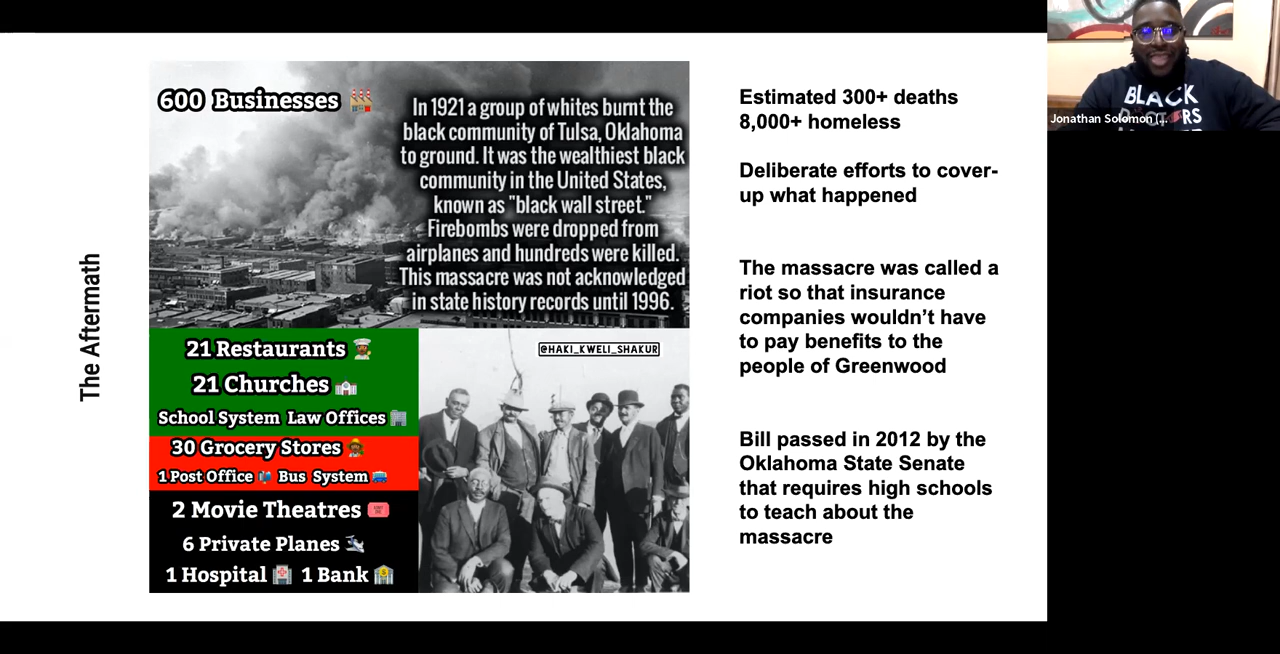 The Aftermath
600 Businesses
In 1921 a group of whites burnt the
black community of Tulsa, Oklahoma
to ground. It was the wealthiest black
community in the United States,
known as "black wall street."
Firebombs were dropped from
airplanes and hundreds were killed.
This massacre was not acknowledged
in state history records until 1996.
21 Restaurants
21 Churches
School System Law Offices
30 Grocery Stores
1 Post Office Bus System
2 Movie Theatres
6 Private Planes
1 Hospital 1 Bank
@HAKI_KWELI_SHAKUR
Estimated 300+ deaths
8,000+ homeless
Deliberate efforts to cover-
up what happened
The massacre was called a
riot so that insurance
companies wouldn’t have
to pay benefits to the
people of Greenwood
Bill passed in 2012 by the
Oklahoma State Senate
that requires high schools
to teach about the
massacre
BLACK
Jonathan Solomon (...